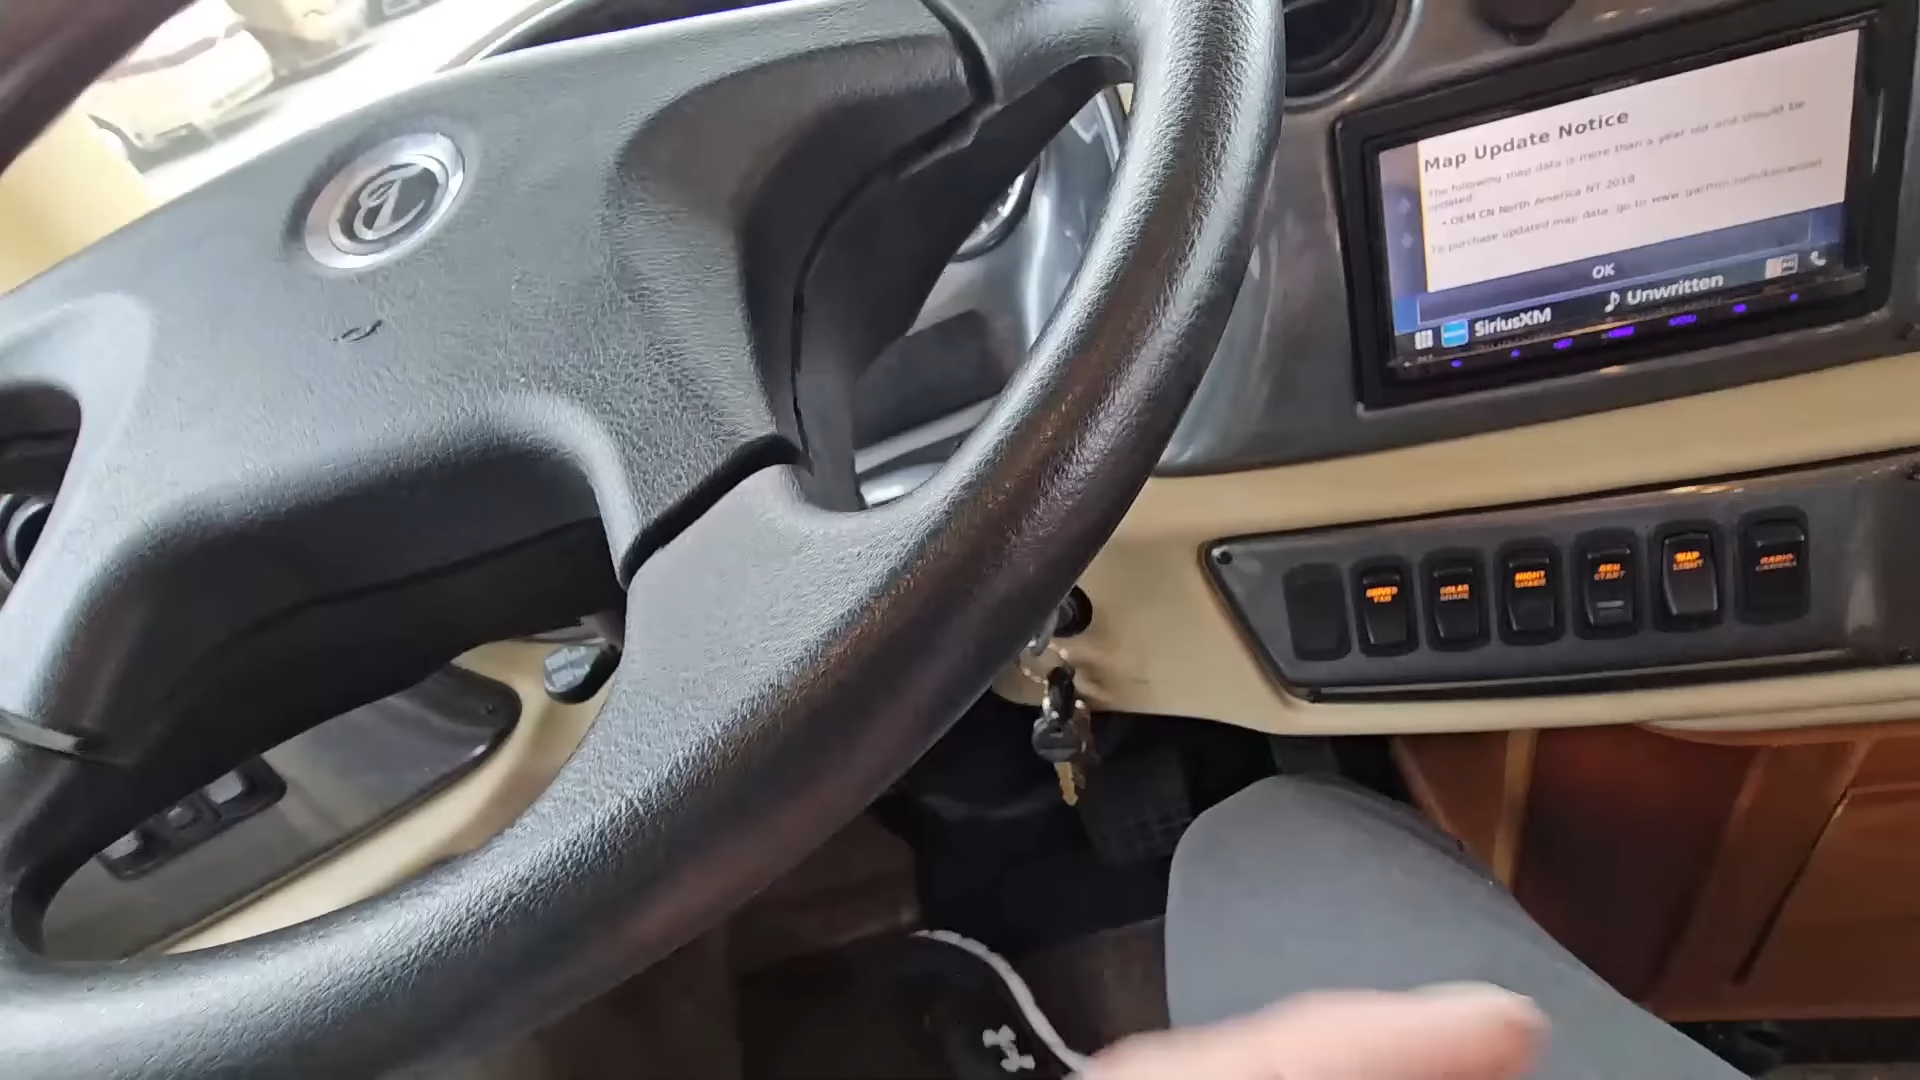 Map Update Notice
The following map data is more than a year old and should be
updated:
• OEM CN North America NT 2018
To purchase updated map data, go to www.garmin.com/kenwood
OK
SiriusXM
Unwritten
MENU
DRIVER
FAN
SOLAR
SHADE
NIGHT
SHADE
GEN
START
MAP
LIGHT
RADIO
CAMERA